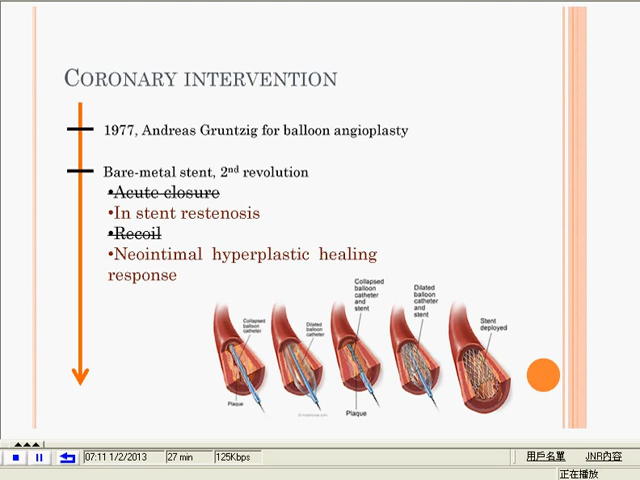 CORONARY INTERVENTION
1977, Andreas Gruntzig for balloon angioplasty
Bare-metal stent, 2nd revolution
•Acute closure
•In stent restenosis
•Recoil
•Neointimal hyperplastic healing
response
Collapsed
balloon
catheter
Plaque
Dilated
balloon
catheter
Collapsed
balloon
catheter
and
stent
Plaque
Dilated
balloon
catheter
and
stent
Stent
deployed
07:11 1/2/2013
27 min
125Kbps
用戶名單
JNR內容
正在播放